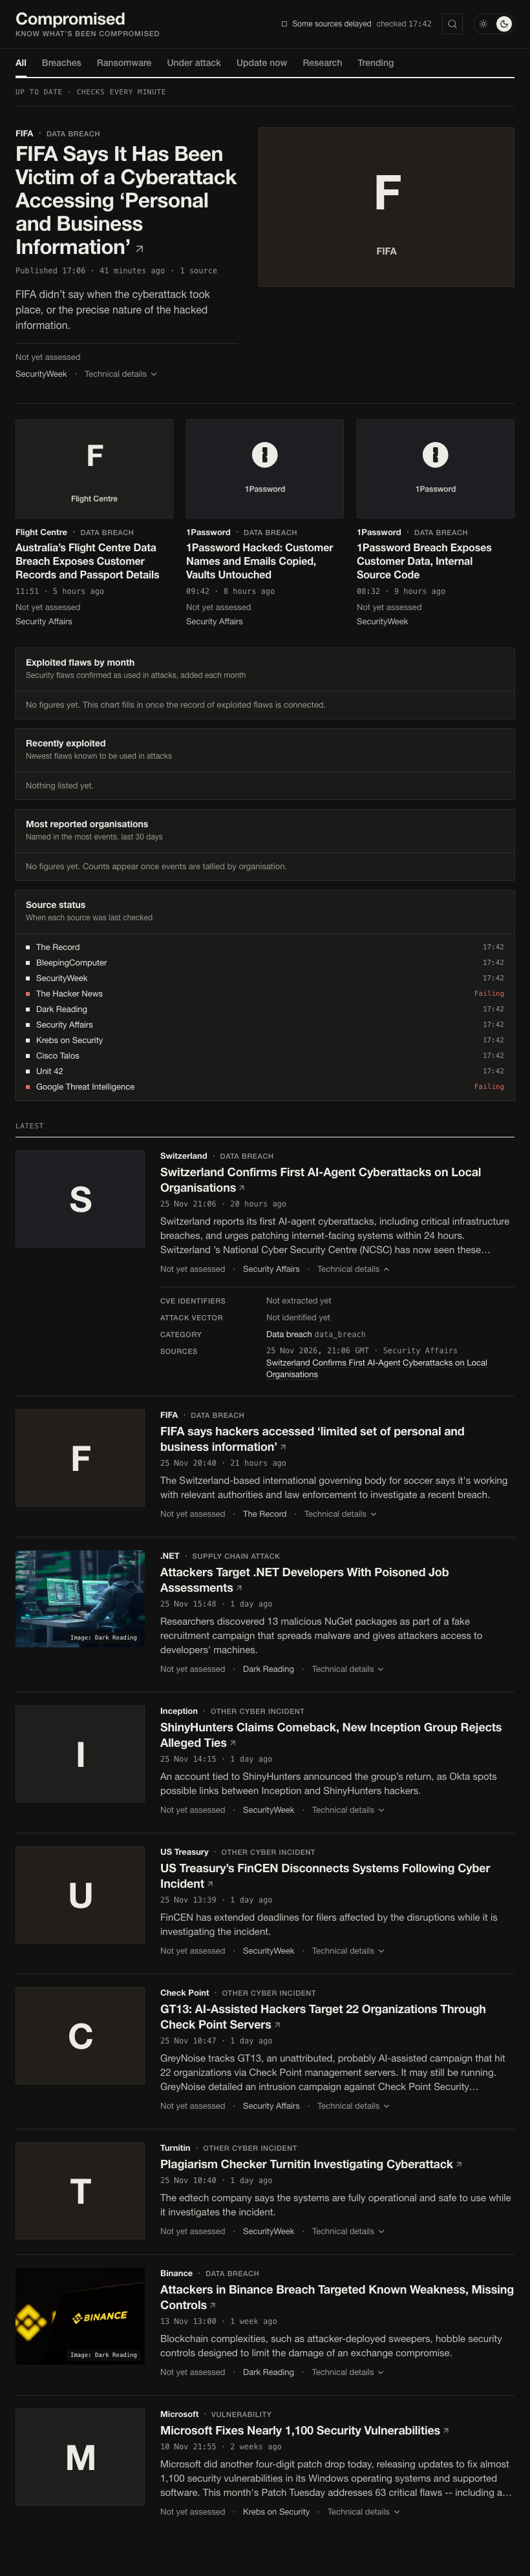 Compromised
KNOW WHAT'S BEEN COMPROMISED
Some sources delayed checked 17:42
All Breaches Ransomware Under attack Update now Research Trending
UP TO DATE · CHECKS EVERY MINUTE
FIFA · DATA BREACH
FIFA Says It Has Been
Victim of a Cyberattack
Accessing ‘Personal
and Business
Information’
Published 17:06 · 41 minutes ago · 1 source
FIFA didn’t say when the cyberattack took
place, or the precise nature of the hacked
information.
Not yet assessed
SecurityWeek · Technical details
F
FIFA
F
Flight Centre
Flight Centre · DATA BREACH
Australia’s Flight Centre Data
Breach Exposes Customer
Records and Passport Details
11:51 · 5 hours ago
Not yet assessed
Security Affairs
1Password
1Password · DATA BREACH
1Password Hacked: Customer
Names and Emails Copied,
Vaults Untouched
09:42 · 8 hours ago
Not yet assessed
Security Affairs
1Password
1Password · DATA BREACH
1Password Breach Exposes
Customer Data, Internal
Source Code
08:32 · 9 hours ago
Not yet assessed
SecurityWeek
Exploited flaws by month
Security flaws confirmed as used in attacks, added each month
No figures yet. This chart fills in once the record of exploited flaws is connected.
Recently exploited
Newest flaws known to be used in attacks
Nothing listed yet.
Most reported organisations
Named in the most events, last 30 days
No figures yet. Counts appear once events are tallied by organisation.
Source status
When each source was last checked
The Record 17:42
BleepingComputer 17:42
SecurityWeek 17:42
The Hacker News Failing
Dark Reading 17:42
Security Affairs 17:42
Krebs on Security 17:42
Cisco Talos 17:42
Unit 42 17:42
Google Threat Intelligence Failing
LATEST
S
Switzerland · DATA BREACH
Switzerland Confirms First AI-Agent Cyberattacks on Local
Organisations
25 Nov 21:06 · 20 hours ago
Switzerland reports its first AI-agent cyberattacks, including critical infrastructure
breaches, and urges patching internet-facing systems within 24 hours.
Switzerland ’s National Cyber Security Centre (NCSC) has now seen these…
Not yet assessed · Security Affairs · Technical details
CVE IDENTIFIERS Not extracted yet
ATTACK VECTOR Not identified yet
CATEGORY Data breach data_breach
SOURCES 25 Nov 2026, 21:06 GMT · Security Affairs
Switzerland Confirms First AI-Agent Cyberattacks on Local
Organisations
F
FIFA · DATA BREACH
FIFA says hackers accessed ‘limited set of personal and
business information’
25 Nov 20:40 · 21 hours ago
The Switzerland-based international governing body for soccer says it's working
with relevant authorities and law enforcement to investigate a recent breach.
Not yet assessed · The Record · Technical details
Image: Dark Reading
.NET · SUPPLY CHAIN ATTACK
Attackers Target .NET Developers With Poisoned Job
Assessments
25 Nov 15:48 · 1 day ago
Researchers discovered 13 malicious NuGet packages as part of a fake
recruitment campaign that spreads malware and gives attackers access to
developers' machines.
Not yet assessed · Dark Reading · Technical details
I
Inception · OTHER CYBER INCIDENT
ShinyHunters Claims Comeback, New Inception Group Rejects
Alleged Ties
25 Nov 14:15 · 1 day ago
An account tied to ShinyHunters announced the group’s return, as Okta spots
possible links between Inception and ShinyHunters hackers.
Not yet assessed · SecurityWeek · Technical details
U
US Treasury · OTHER CYBER INCIDENT
US Treasury’s FinCEN Disconnects Systems Following Cyber
Incident
25 Nov 13:39 · 1 day ago
FinCEN has extended deadlines for filers affected by the disruptions while it is
investigating the incident.
Not yet assessed · SecurityWeek · Technical details
C
Check Point · OTHER CYBER INCIDENT
GT13: AI-Assisted Hackers Target 22 Organizations Through
Check Point Servers
25 Nov 10:47 · 1 day ago
GreyNoise tracks GT13, an unattributed, probably AI-assisted campaign that hit
22 organizations via Check Point management servers. It may still be running.
GreyNoise detailed an intrusion campaign against Check Point Security…
Not yet assessed · Security Affairs · Technical details
T
Turnitin · OTHER CYBER INCIDENT
Plagiarism Checker Turnitin Investigating Cyberattack
25 Nov 10:40 · 1 day ago
The edtech company says the systems are fully operational and safe to use while
it investigates the incident.
Not yet assessed · SecurityWeek · Technical details
BINANCE
Image: Dark Reading
Binance · DATA BREACH
Attackers in Binance Breach Targeted Known Weakness, Missing
Controls
13 Nov 13:00 · 1 week ago
Blockchain complexities, such as attacker-deployed sweepers, hobble security
controls designed to limit the damage of an exchange compromise.
Not yet assessed · Dark Reading · Technical details
M
Microsoft · VULNERABILITY
Microsoft Fixes Nearly 1,100 Security Vulnerabilities
10 Nov 21:55 · 2 weeks ago
Microsoft did another four-digit patch drop today, releasing updates to fix almost
1,100 security vulnerabilities in its Windows operating systems and supported
software. This month's Patch Tuesday addresses 63 critical flaws -- including a…
Not yet assessed · Krebs on Security · Technical details